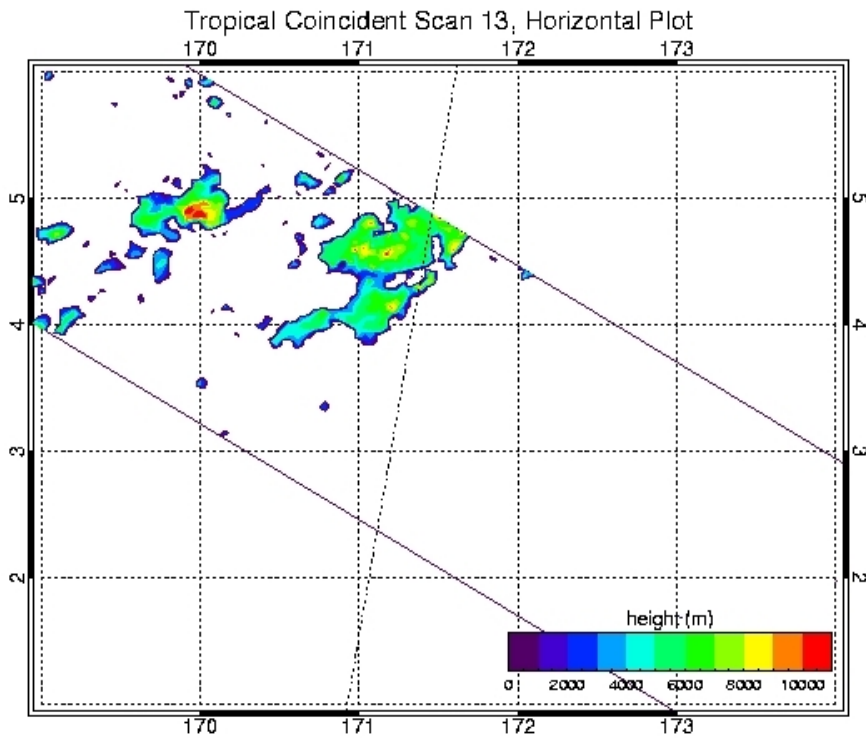 Tropical Coincident Scan 13, Horizontal Plot
170 171 172 173
5 5
4 4
3 3
2 2
height (m)
0 2000 4000 6000 8000 10000
170 171 172 173